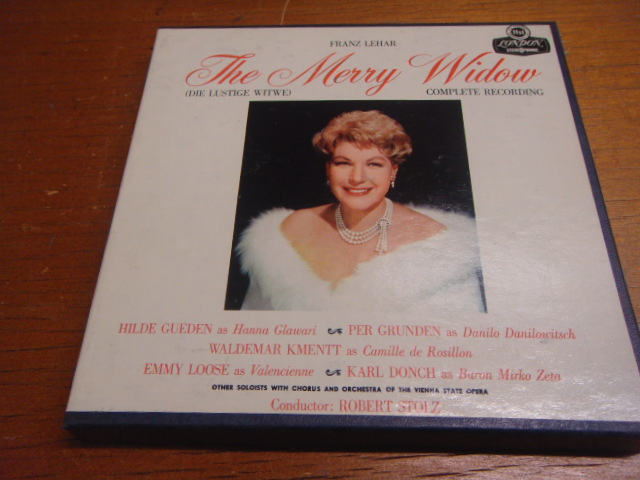 FRANZ LEHAR
The Merry Widow
(DIE LUSTIGE WITWE) COMPLETE RECORDING
LONDON
HILDE GUEDEN as Hanna Glawari PER GRUNDEN as Danilo Danilowitsch
WALDEMAR KMENTT as Camille de Rosillon
EMMY LOOSE as Valencienne KARL DONCH as Baron Mirko Zeta
OTHER SOLOISTS WITH CHORUS AND ORCHESTRA OF THE VIENNA STATE OPERA
Conductor: ROBERT STOLZ